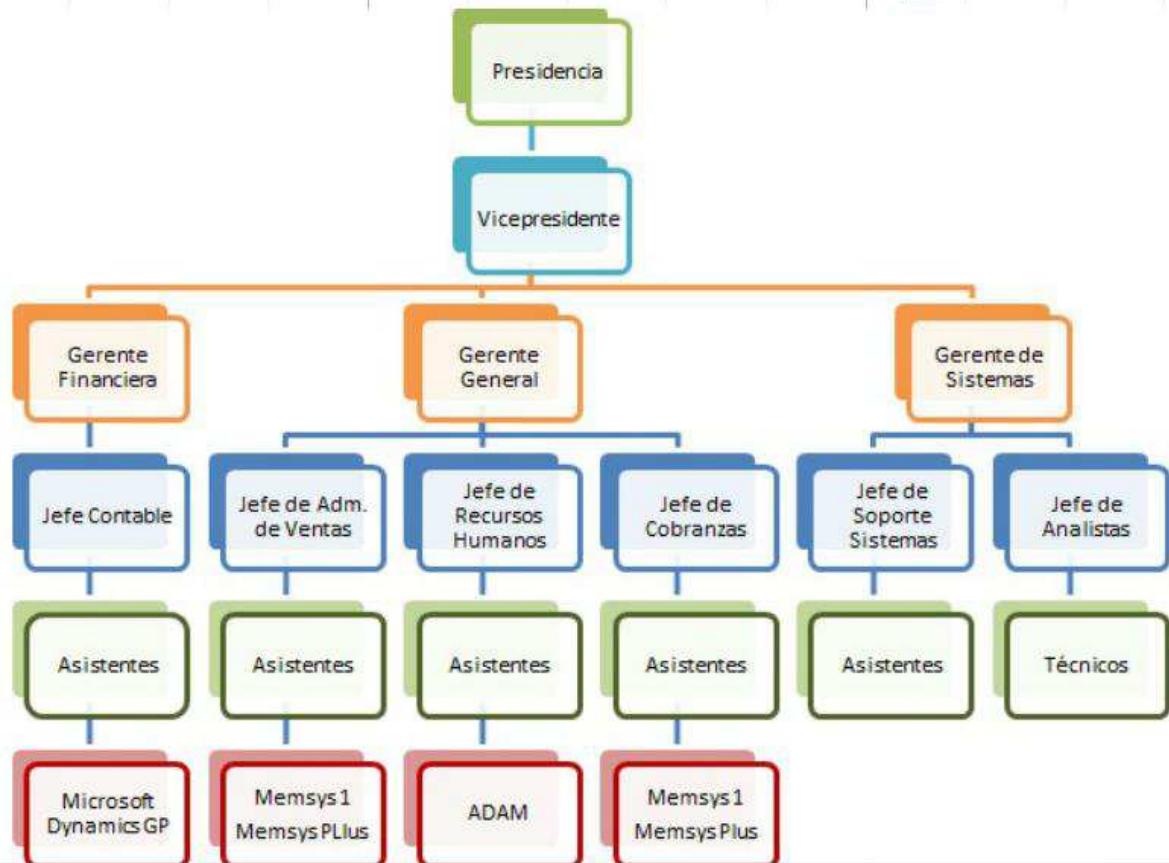 Presidencia
Vicepresidente
Gerente
Financiera
Gerente
General
Gerente de
Sistemas
Jefe Contable
Jefe de Adm.
de Ventas
Jefe de
Recursos
Humanos
Jefe de
Cobranzas
Jefe de
Soporte
Sistemas
Jefe de
Analistas
Asistentes
Asistentes
Asistentes
Asistentes
Asistentes
Técnicos
Microsoft
Dynamics GP
Memsys 1
Memsys PLlus
ADAM
Memsys 1
Memsys Plus